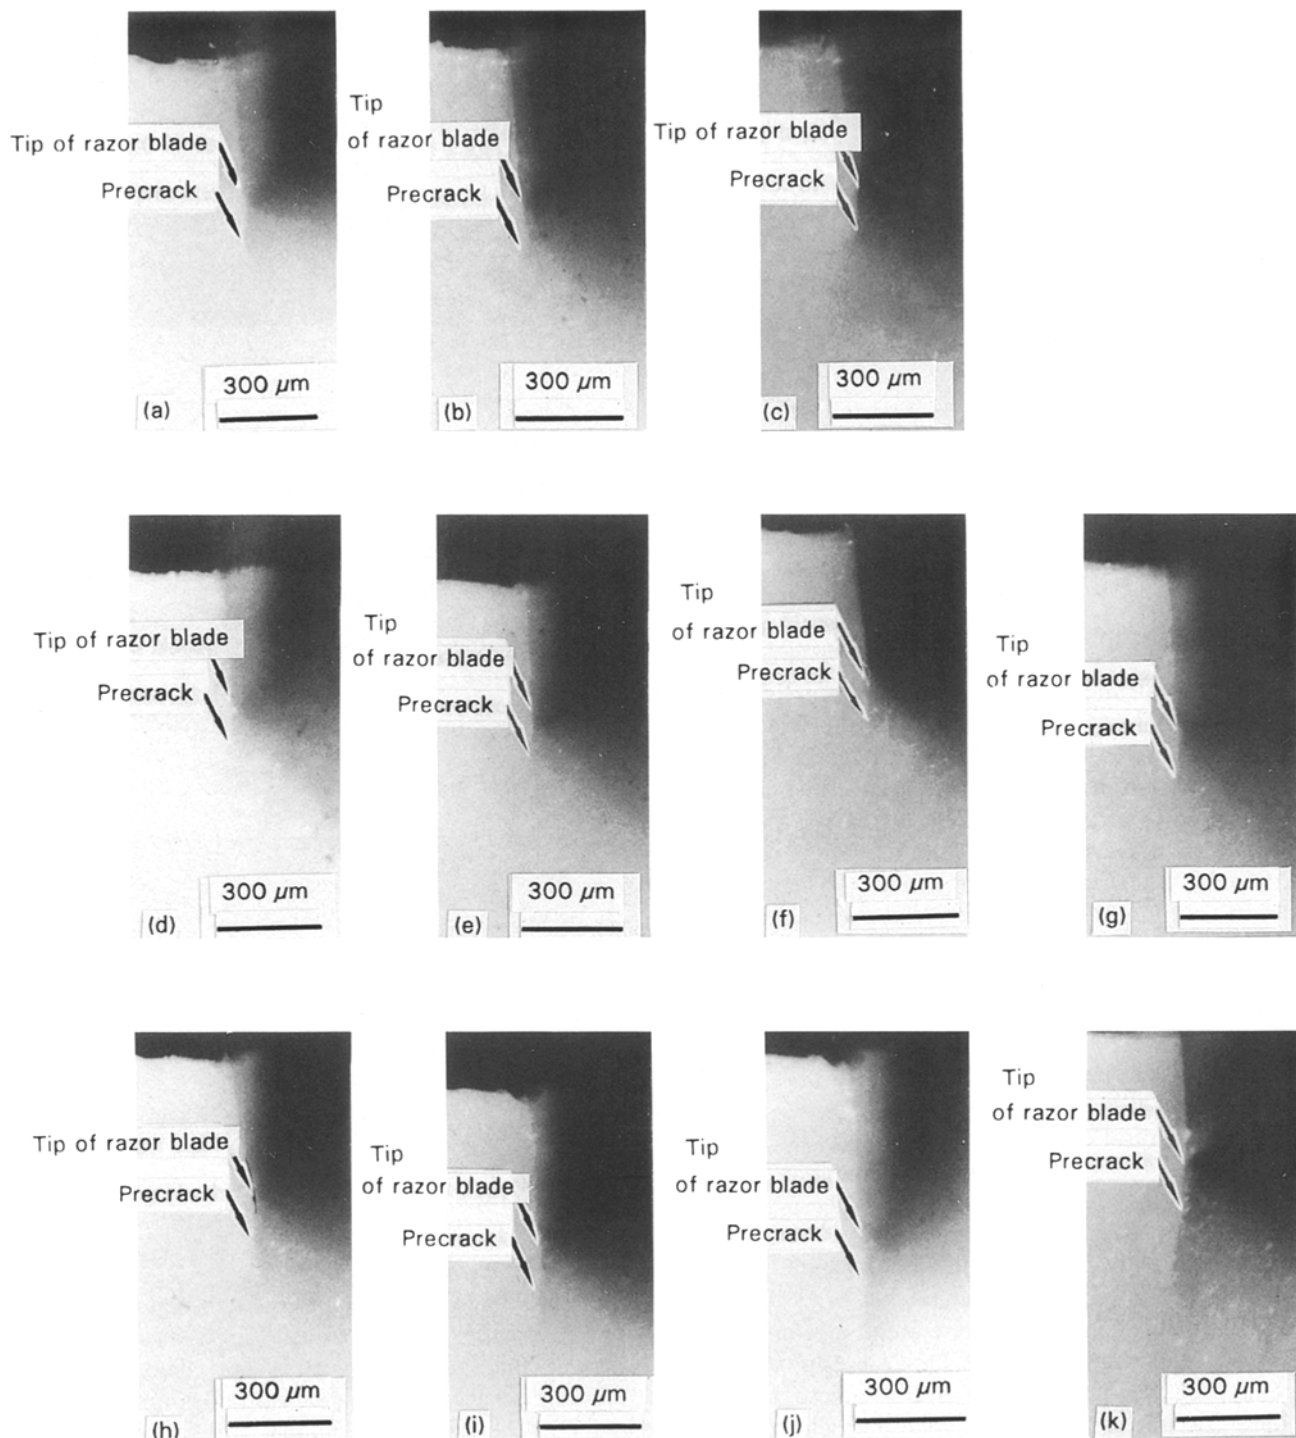 Tip of razor blade
Precrack
300 μm
(a)
Tip
of razor blade
Precrack
300 μm
(b)
Tip of razor blade
Precrack
300 μm
(c)
Tip of razor blade
Precrack
300 μm
(d)
Tip
of razor blade
Precrack
300 μm
(e)
Tip
of razor blade
Precrack
300 μm
(f)
Tip
of razor blade
Precrack
300 μm
(g)
Tip of razor blade
Precrack
300 μm
(h)
Tip
of razor blade
Precrack
300 μm
(i)
Tip
of razor blade
Precrack
300 μm
(j)
Tip
of razor blade
Precrack
300 μm
(k)